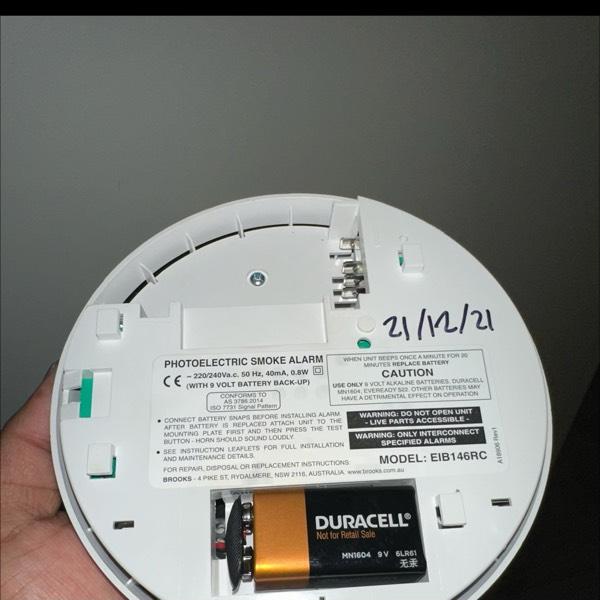 21/12/21
PHOTOELECTRIC SMOKE ALARM
CE ~ 220/240Va.c. 50 Hz, 40mA, 0.8W
(WITH 9 VOLT BATTERY BACK-UP)
CONFORMS TO
AS 3786:2014
ISO 7731 Signal Pattern
• CONNECT BATTERY SNAPS BEFORE INSTALLING ALARM
AFTER BATTERY IS REPLACED ATTACH UNIT TO THE
MOUNTING PLATE FIRST AND THEN PRESS THE TEST
BUTTON - HORN SHOULD SOUND LOUDLY.
• SEE INSTRUCTION LEAFLETS FOR FULL INSTALLATION
AND MAINTENANCE DETAILS.
FOR REPAIR, DISPOSAL OR REPLACEMENT INSTRUCTIONS:
BROOKS - 4 PIKE ST, RYDALMERE, NSW 2116, AUSTRALIA. www.brooks.com.au
WHEN UNIT BEEPS ONCE A MINUTE FOR 20
MINUTES REPLACE BATTERY
CAUTION
USE ONLY 9 VOLT ALKALINE BATTERIES, DURACELL
MN1604, EVEREADY 522. OTHER BATTERIES MAY
HAVE A DETRIMENTAL EFFECT ON OPERATION
WARNING: DO NOT OPEN UNIT
- LIVE PARTS ACCESSIBLE -
WARNING: ONLY INTERCONNECT
SPECIFIED ALARMS
MODEL: EIB146RC
A18906 Rev1
DURACELL®
Not for Retail Sale
MN1604 9 V 6LR61
无汞